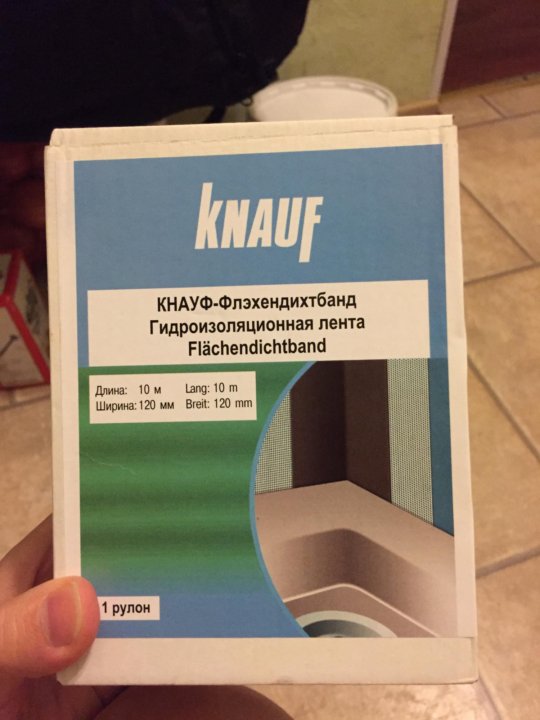 KNAUF
КНАУФ-Флэхендихтбанд
Гидроизоляционная лента
Flächendichtband
Длина: 10 м Lang: 10 m
Ширина: 120 мм Breit: 120 mm
1 рулон